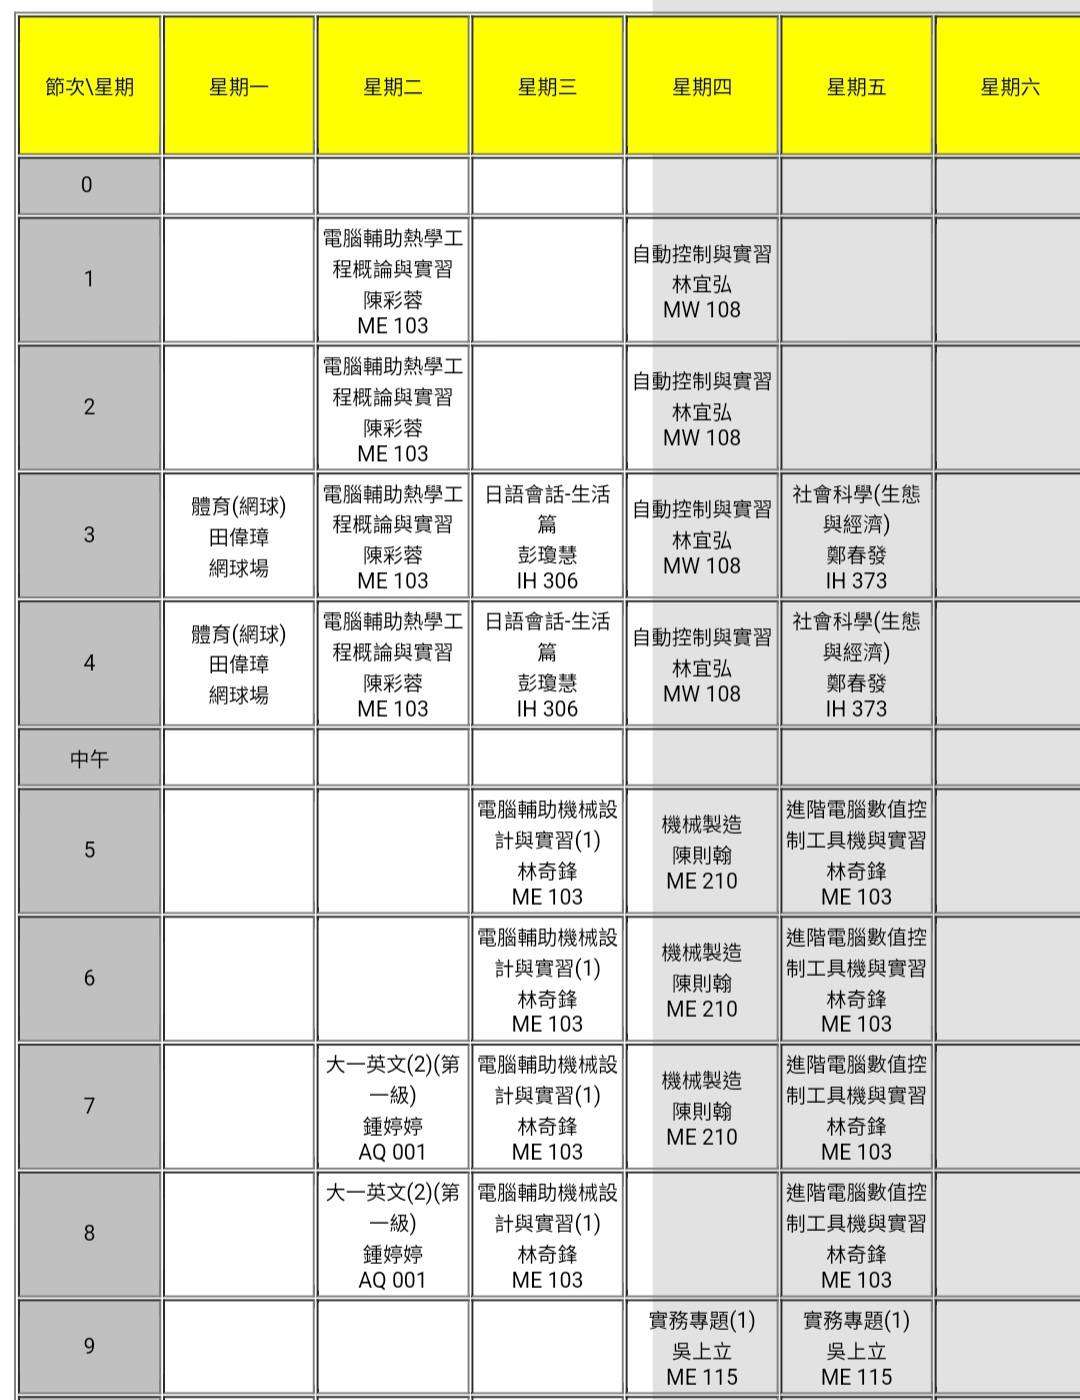 節次\星期 星期一 星期二 星期三 星期四 星期五 星期六
0
1
電腦輔助熱學工
程概論與實習
陳彩蓉
ME 103
自動控制與實習
林宜弘
MW 108
2
電腦輔助熱學工
程概論與實習
陳彩蓉
ME 103
自動控制與實習
林宜弘
MW 108
3
體育(網球)
田偉璋
網球場
電腦輔助熱學工
程概論與實習
陳彩蓉
ME 103
日語會話-生活
篇
彭瓊慧
IH 306
自動控制與實習
林宜弘
MW 108
社會科學(生態
與經濟)
鄭春發
IH 373
4
體育(網球)
田偉璋
網球場
電腦輔助熱學工
程概論與實習
陳彩蓉
ME 103
日語會話-生活
篇
彭瓊慧
IH 306
自動控制與實習
林宜弘
MW 108
社會科學(生態
與經濟)
鄭春發
IH 373
中午
5
電腦輔助機械設
計與實習(1)
林奇鋒
ME 103
機械製造
陳則翰
ME 210
進階電腦數值控
制工具機與實習
林奇鋒
ME 103
6
電腦輔助機械設
計與實習(1)
林奇鋒
ME 103
機械製造
陳則翰
ME 210
進階電腦數值控
制工具機與實習
林奇鋒
ME 103
7
大一英文(2)(第
一級)
鍾婷婷
AQ 001
電腦輔助機械設
計與實習(1)
林奇鋒
ME 103
機械製造
陳則翰
ME 210
進階電腦數值控
制工具機與實習
林奇鋒
ME 103
8
大一英文(2)(第
一級)
鍾婷婷
AQ 001
電腦輔助機械設
計與實習(1)
林奇鋒
ME 103
進階電腦數值控
制工具機與實習
林奇鋒
ME 103
9
實務專題(1)
吳上立
ME 115
實務專題(1)
吳上立
ME 115